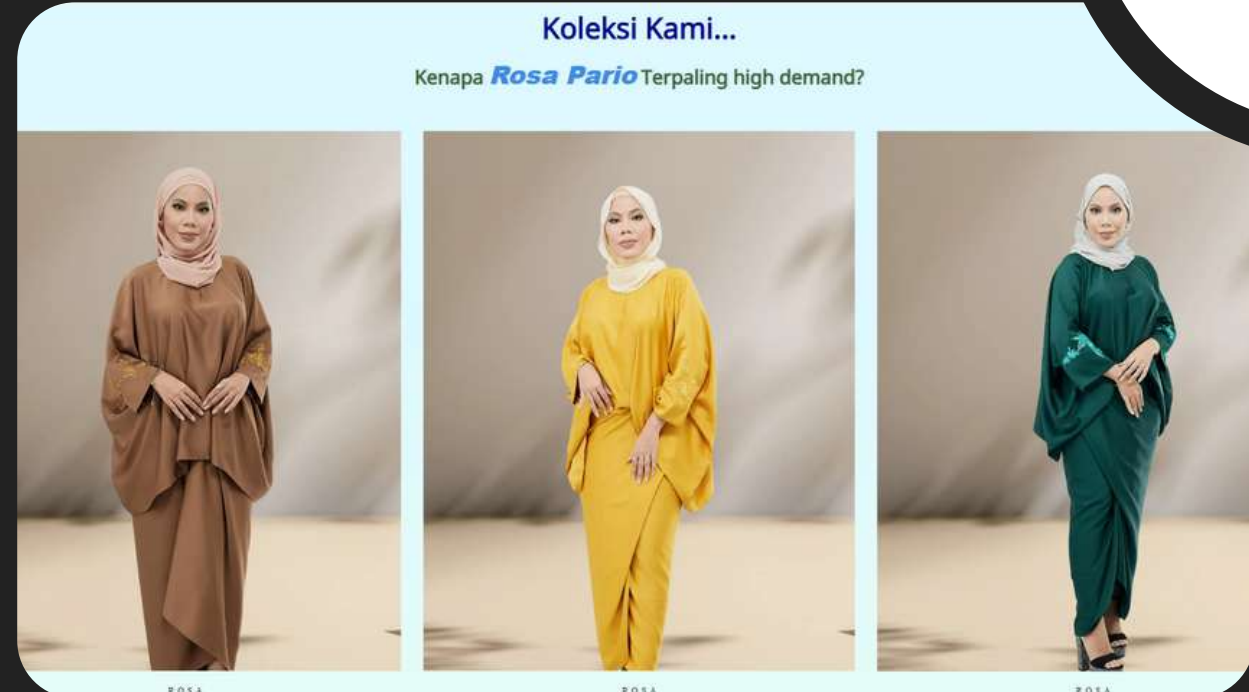 Koleksi Kami...
Kenapa Rosa Pario Terpaling high demand?
ROSA
ROSA
ROSA